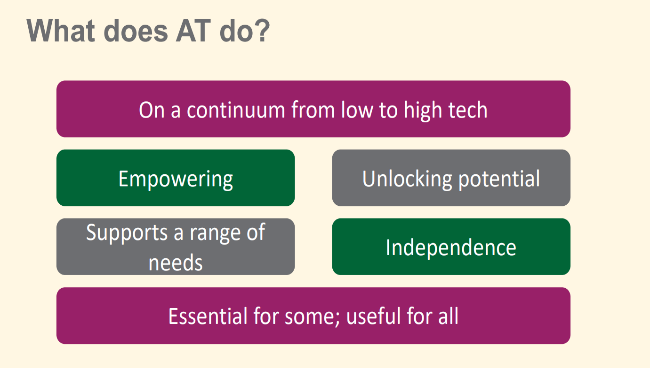 What does AT do?
On a continuum from low to high tech
Empowering
Unlocking potential
Supports a range of
needs
Independence
Essential for some; useful for all